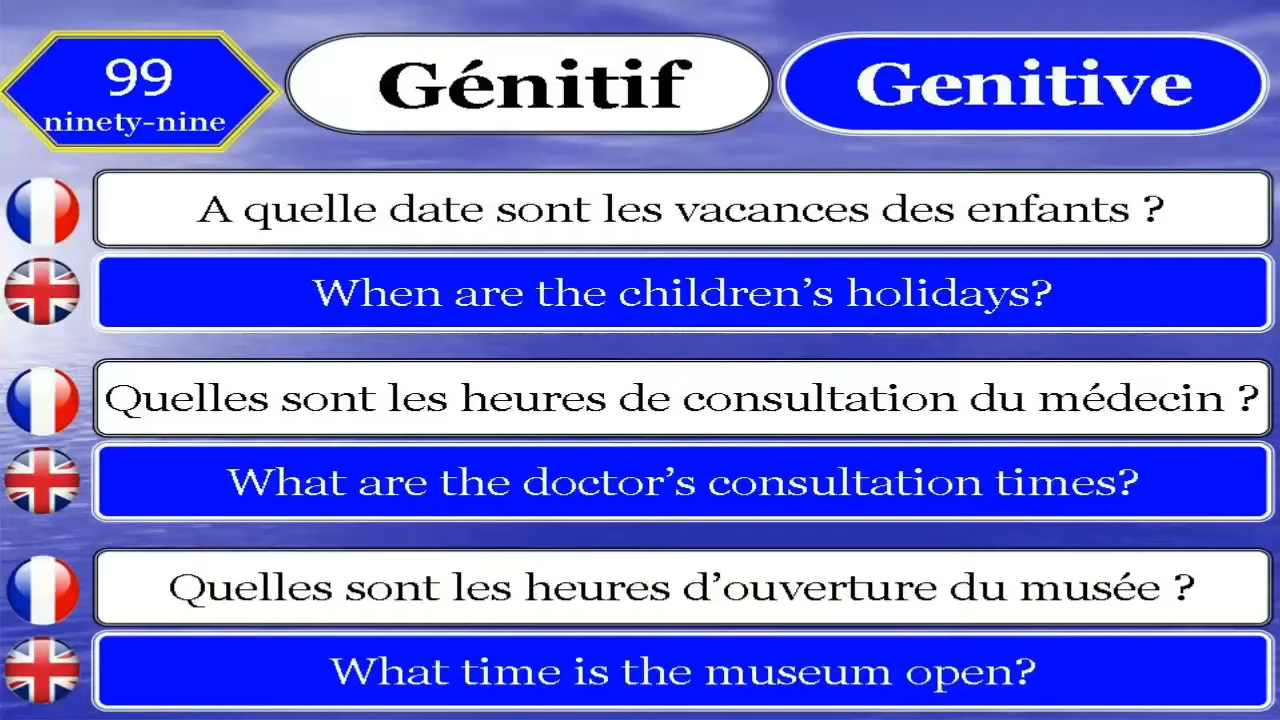 99
ninety-nine
Génitif
Genitive
A quelle date sont les vacances des enfants ?
When are the children’s holidays?
Quelles sont les heures de consultation du médecin ?
What are the doctor’s consultation times?
Quelles sont les heures d’ouverture du musée ?
What time is the museum open?